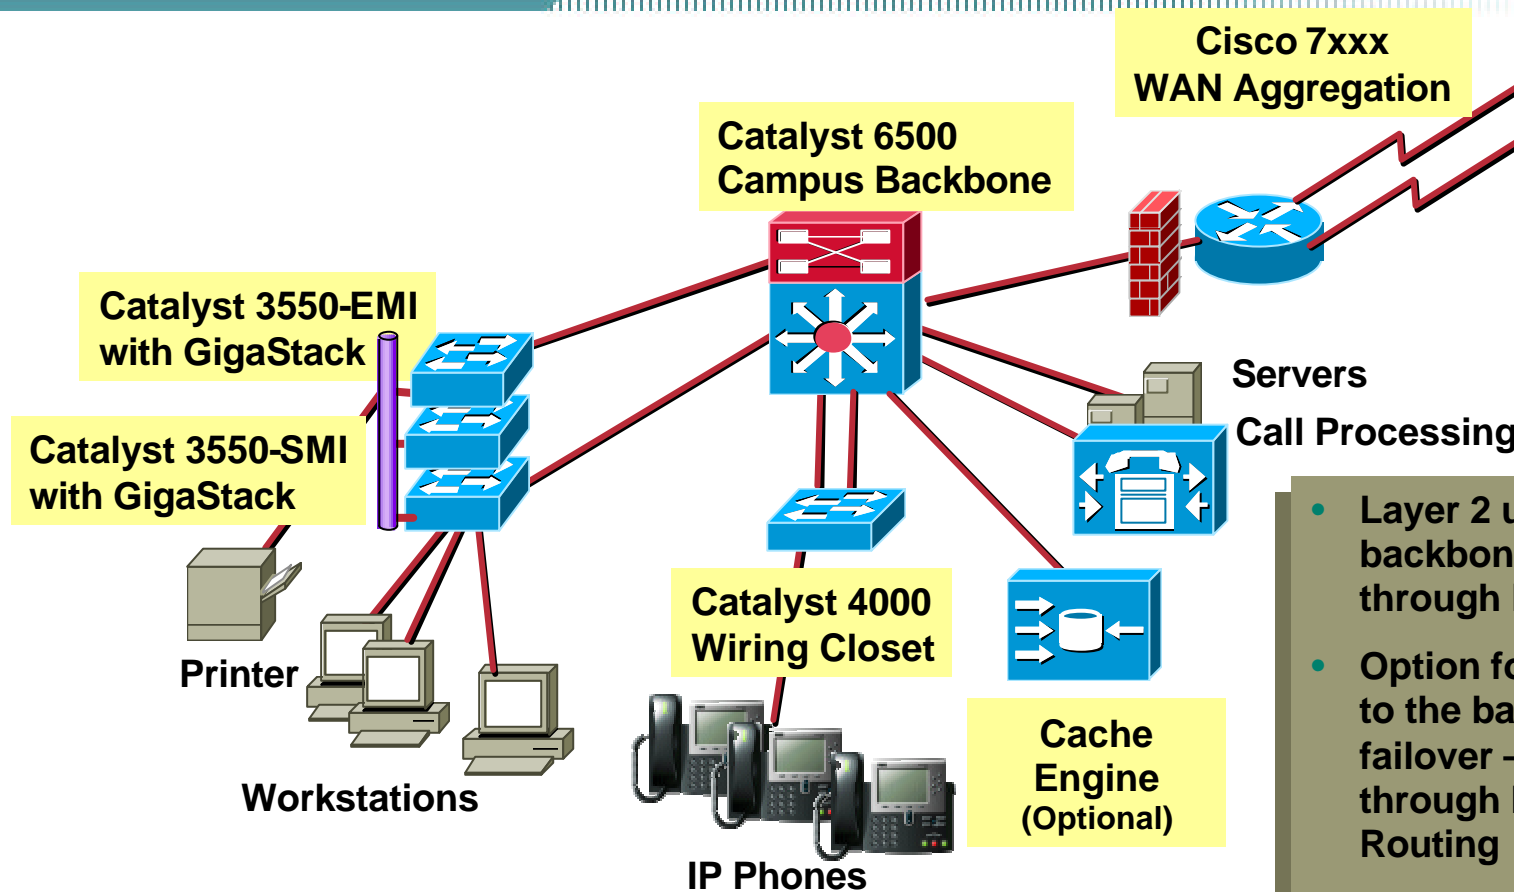 Cisco 7xxx
WAN Aggregation
Catalyst 6500
Campus Backbone
Catalyst 3550-EMI
with GigaStack
Catalyst 3550-SMI
with GigaStack
Servers
Call Processing
Printer
Workstations
Catalyst 4000
Wiring Closet
IP Phones
Cache
Engine
(Optional)
• Layer 2
backbon
through
• Option fo
to the ba
failover –
through
Routing